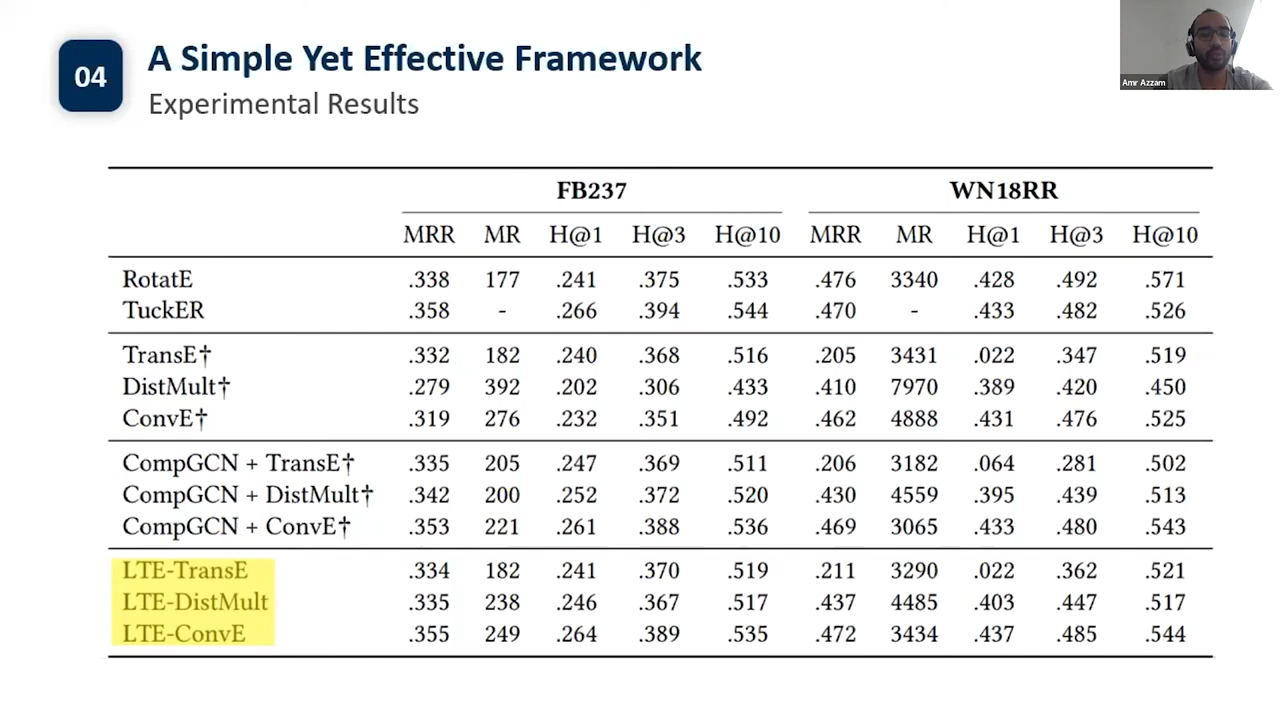 04
A Simple Yet Effective Framework
Experimental Results
Amr Azzam
FB237 WN18RR
MRR MR H@1 H@3 H@10 MRR MR H@1 H@3 H@10
RotatE .338 177 .241 .375 .533 .476 3340 .428 .492 .571
TuckER .358 - .266 .394 .544 .470 - .433 .482 .526
TransE† .332 182 .240 .368 .516 .205 3431 .022 .347 .519
DistMult† .279 392 .202 .306 .433 .410 7970 .389 .420 .450
ConvE† .319 276 .232 .351 .492 .462 4888 .431 .476 .525
CompGCN + TransE† .335 205 .247 .369 .511 .206 3182 .064 .281 .502
CompGCN + DistMult† .342 200 .252 .372 .520 .430 4559 .395 .439 .513
CompGCN + ConvE† .353 221 .261 .388 .536 .469 3065 .433 .480 .543
LTE-TransE .334 182 .241 .370 .519 .211 3290 .022 .362 .521
LTE-DistMult .335 238 .246 .367 .517 .437 4485 .403 .447 .517
LTE-ConvE .355 249 .264 .389 .535 .472 3434 .437 .485 .544